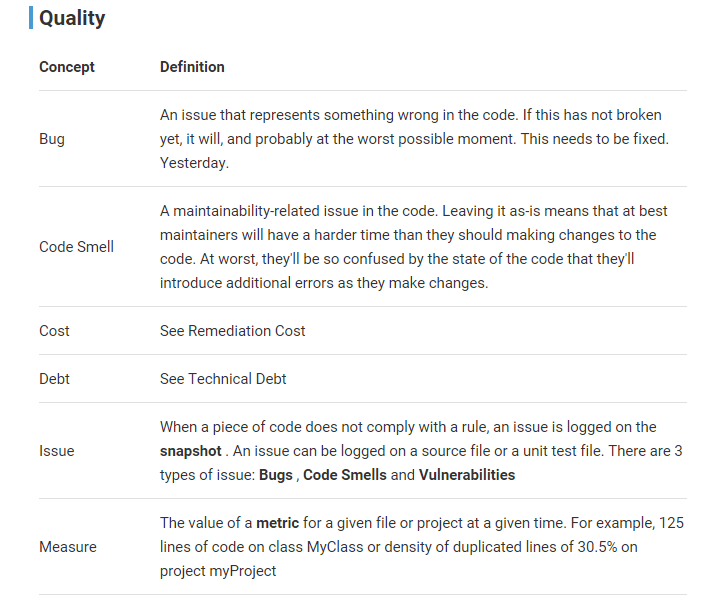 Quality
Concept Definition
An issue that represents something wrong in the code. If this has not broken
Bug yet, it will, and probably at the worst possible moment. This needs to be fixed.
Yesterday.
A maintainability-related issue in the code. Leaving it as-is means that at best
maintainers will have a harder time than they should making changes to the
Code Smell
code. At worst, they'll be so confused by the state of the code that they'll
introduce additional errors as they make changes.
Cost See Remediation Cost
Debt See Technical Debt
When a piece of code does not comply with a rule, an issue is logged on the
Issue snapshot . An issue can be logged on a source file or a unit test file. There are 3
types of issue: Bugs , Code Smells and Vulnerabilities
The value of a metric for a given file or project at a given time. For example, 125
Measure lines of code on class MyClass or density of duplicated lines of 30.5% on
project myProject